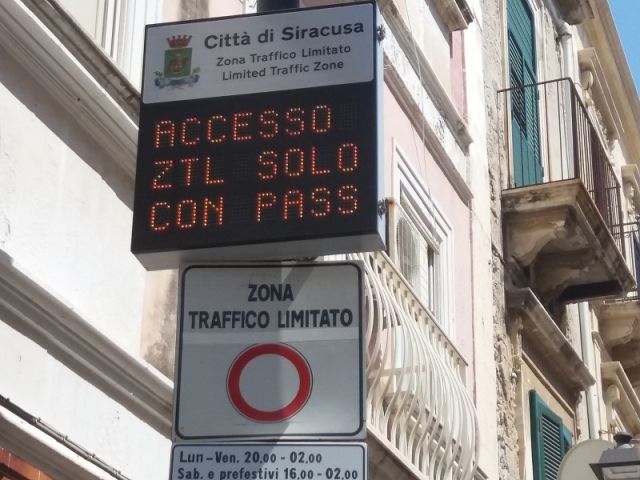 Città di Siracusa
Zona Traffico Limitato
Limited Traffic Zone
ACCESSO
ZTL SOLO
CON PASS
ZONA
TRAFFICO LIMITATO
Lun-Ven. 20,00 - 02,00
Sab. e prefestivi 16,00 - 02,00